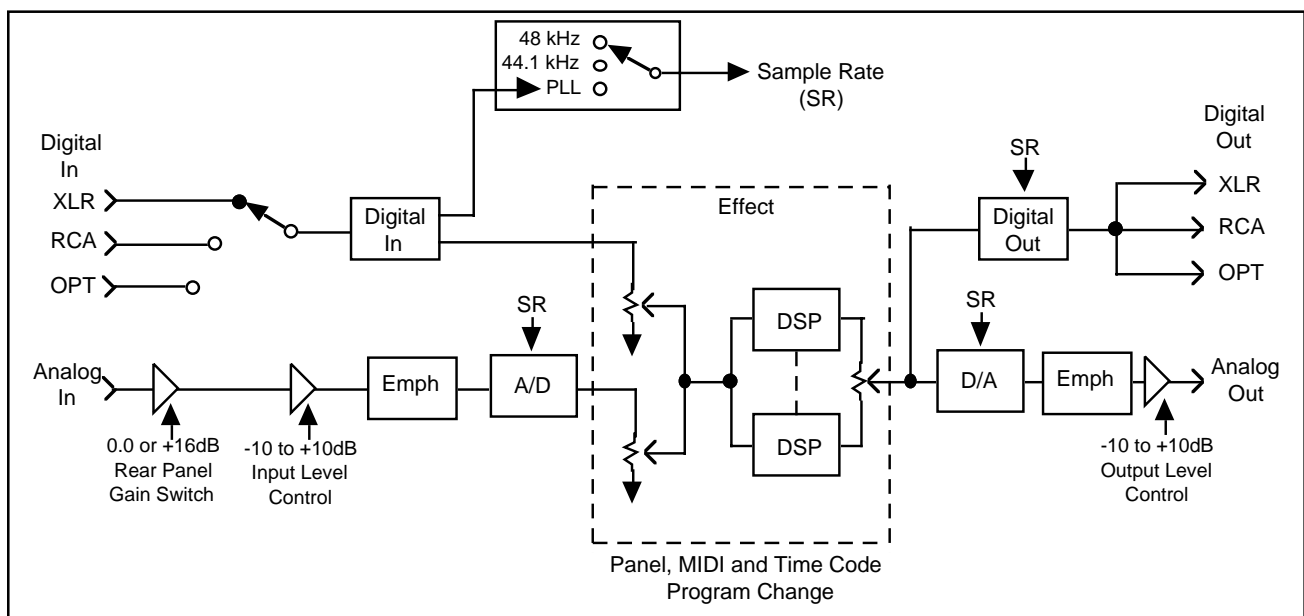 48 kHz
44.1 kHz
PLL
Sample Rate
(SR)
Digital
In
XLR
RCA
OPT
Digital
In
Effect
SR
Digital
Out
Digital
Out
XLR
RCA
OPT
Analog
In
0.0 or +16dB
Rear Panel
Gain Switch
-10 to +10dB
Input Level
Control
Emph
SR
A/D
DSP
DSP
SR
D/A
Emph
Analog
Out
-10 to +10dB
Output Level
Control
Panel, MIDI and Time Code
Program Change